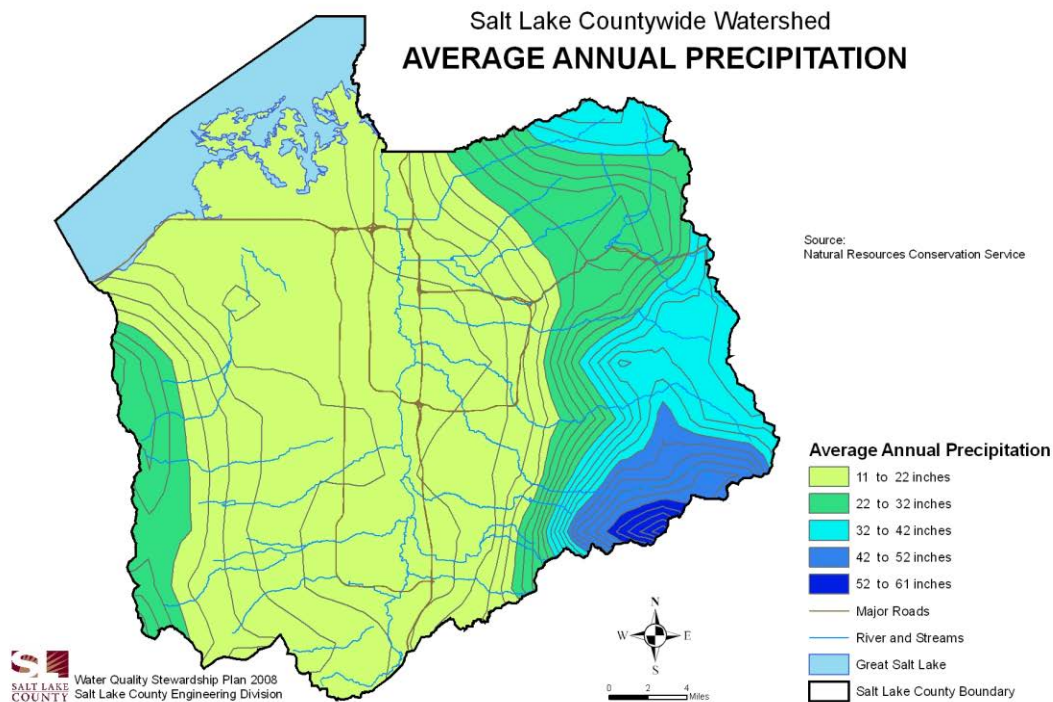 Salt Lake Countywide Watershed
AVERAGE ANNUAL PRECIPITATION
Source:
Natural Resources Conservation Service
Average Annual Precipitation
11 to 22 inches
22 to 32 inches
32 to 42 inches
42 to 52 inches
52 to 61 inches
Major Roads
River and Streams
Great Salt Lake
Salt Lake County Boundary
N
W E
S
0 2 4
Miles
SL
SALT LAKE
COUNTY
Water Quality Stewardship Plan 2008
Salt Lake County Engineering Division